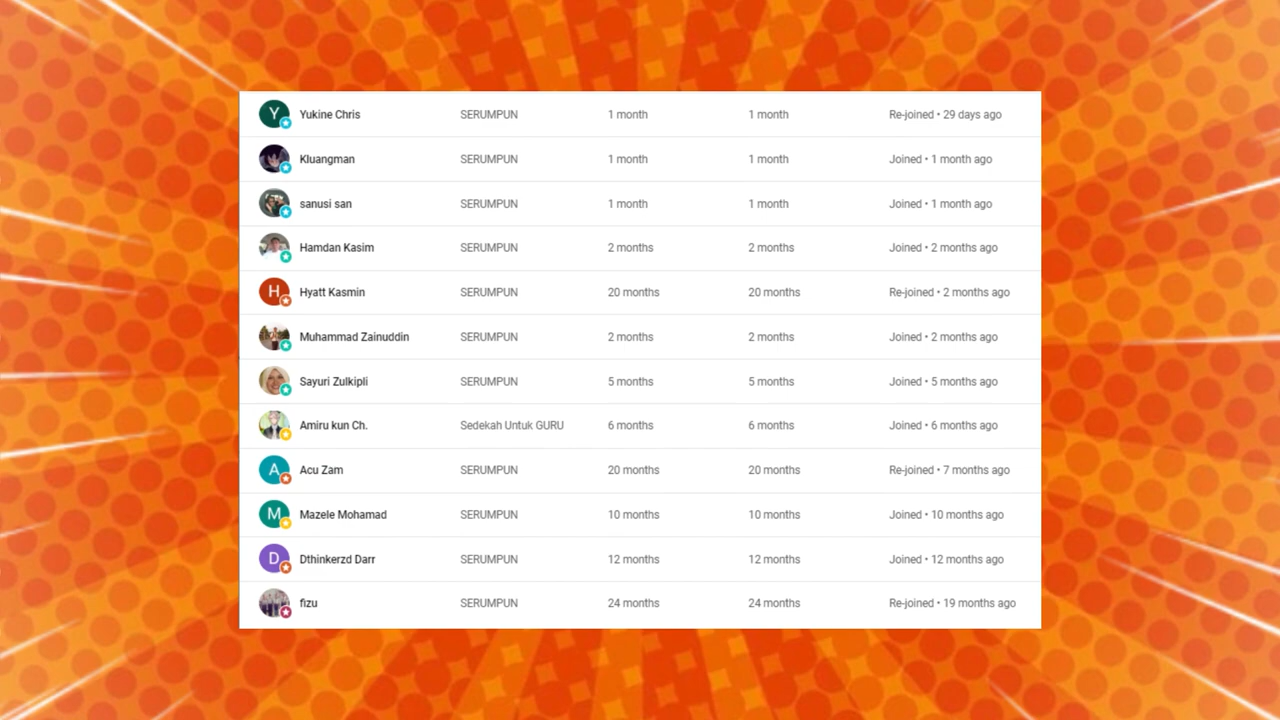 Y Yukine Chris SERUMPUN 1 month 1 month Re-joined • 29 days ago
Kluangman SERUMPUN 1 month 1 month Joined • 1 month ago
sanusi san SERUMPUN 1 month 1 month Joined • 1 month ago
Hamdan Kasim SERUMPUN 2 months 2 months Joined • 2 months ago
H Hyatt Kasmin SERUMPUN 20 months 20 months Re-joined • 2 months ago
Muhammad Zainuddin SERUMPUN 2 months 2 months Joined • 2 months ago
Sayuri Zulkipli SERUMPUN 5 months 5 months Joined • 5 months ago
Amiru kun Ch. Sedekah Untuk GURU 6 months 6 months Joined • 6 months ago
A Acu Zam SERUMPUN 20 months 20 months Re-joined • 7 months ago
M Mazele Mohamad SERUMPUN 10 months 10 months Joined • 10 months ago
D Dthinkerzd Darr SERUMPUN 12 months 12 months Joined • 12 months ago
fizu SERUMPUN 24 months 24 months Re-joined • 19 months ago